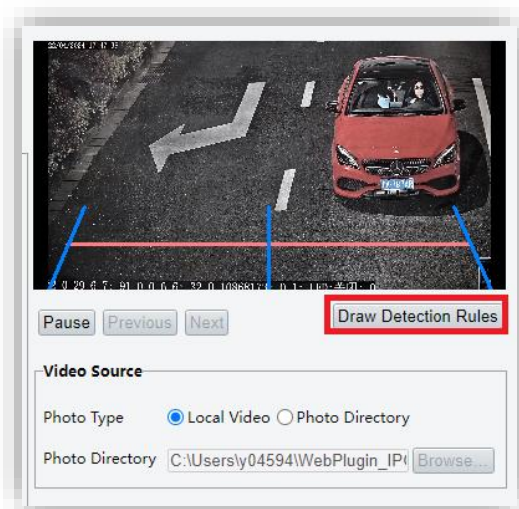 Pause Previous Next Draw Detection Rules
Video Source
Photo Type Local Video Photo Directory
Photo Directory C:\Users\y04594\WebPlugin_IP Browse...